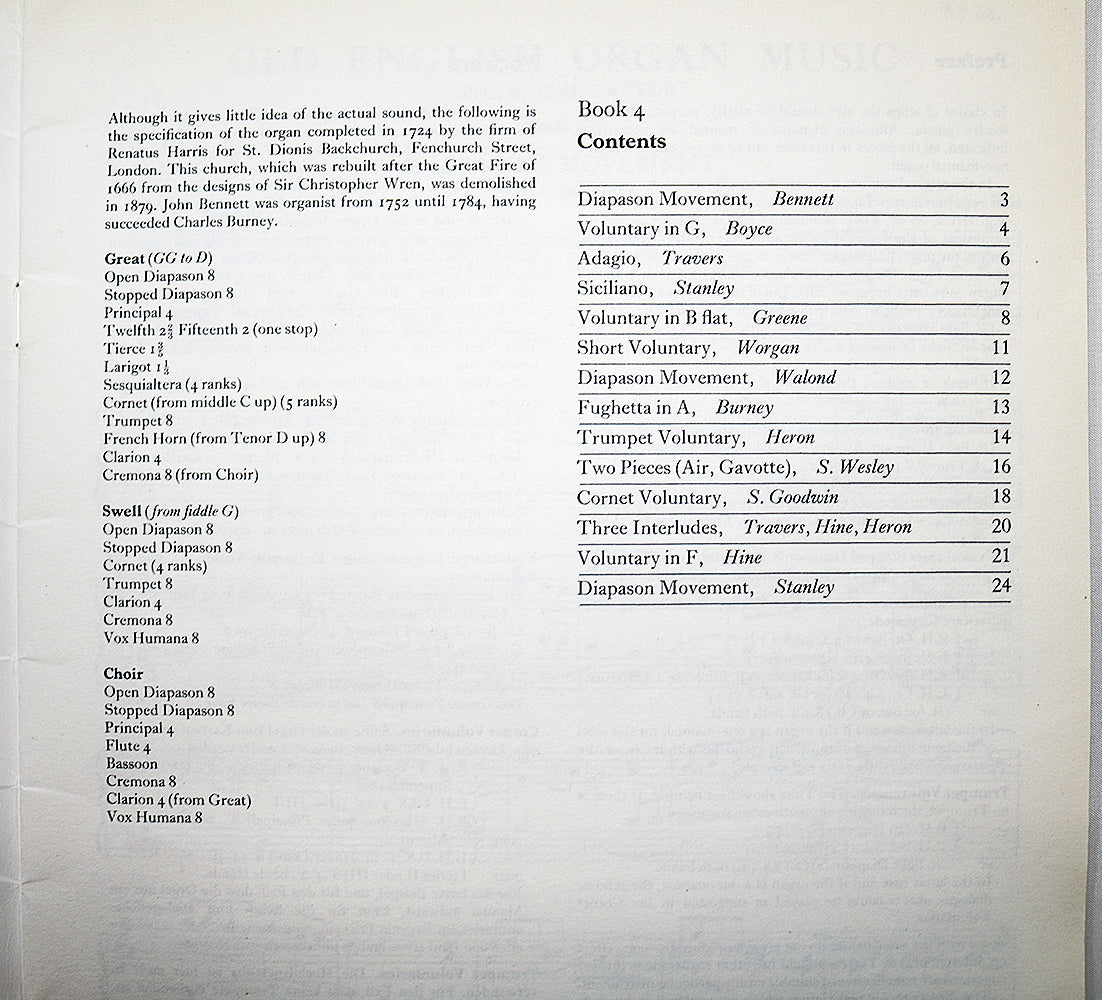 Although it gives little idea of the actual sound, the following is
the specification of the organ completed in 1724 by the firm of
Renatus Harris for St. Dionis Backchurch, Fenchurch Street,
London. This church, which was rebuilt after the Great Fire of
1666 from the designs of Sir Christopher Wren, was demolished
in 1879. John Bennett was organist from 1752 until 1784, having
succeeded Charles Burney.
Great (GG to D)
Open Diapason 8
Stopped Diapason 8
Principal 4
Twelfth 2⅔ Fifteenth 2 (one stop)
Tierce 1⅗
Larigot 1⅓
Sesquialtera (4 ranks)
Cornet (from middle C up) (5 ranks)
Trumpet 8
French Horn (from Tenor D up) 8
Clarion 4
Cremona 8 (from Choir)
Swell (from fiddle G)
Open Diapason 8
Stopped Diapason 8
Cornet (4 ranks)
Trumpet 8
Clarion 4
Cremona 8
Vox Humana 8
Choir
Open Diapason 8
Stopped Diapason 8
Principal 4
Flute 4
Bassoon
Cremona 8
Clarion 4 (from Great)
Vox Humana 8
Book 4
Contents
Diapason Movement, Bennett 3
Voluntary in G, Boyce 4
Adagio, Travers 6
Siciliano, Stanley 7
Voluntary in B flat, Greene 8
Short Voluntary, Worgan 11
Diapason Movement, Walond 12
Fughetta in A, Burney 13
Trumpet Voluntary, Heron 14
Two Pieces (Air, Gavotte), S. Wesley 16
Cornet Voluntary, S. Goodwin 18
Three Interludes, Travers, Hine, Heron 20
Voluntary in F, Hine 21
Diapason Movement, Stanley 24